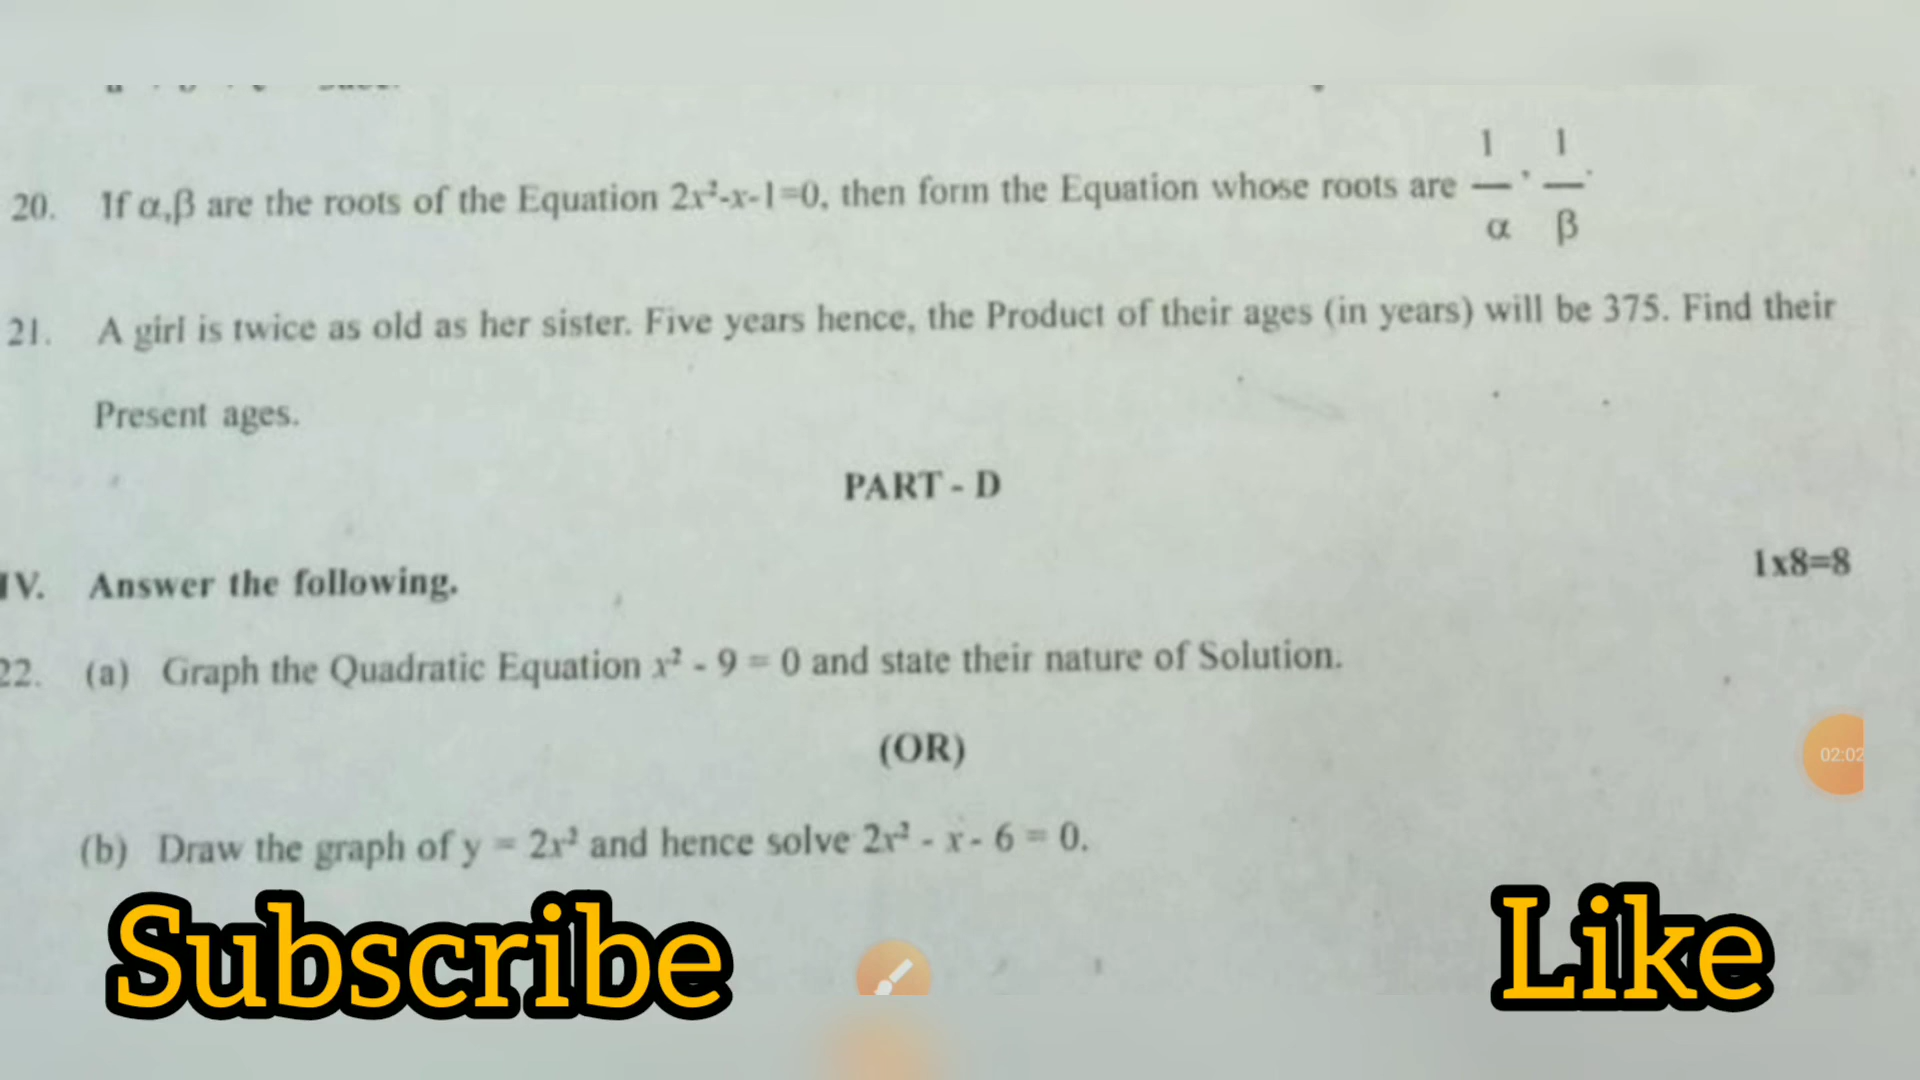 20. If α,β are the roots of the Equation 2x²-x-1=0, then form the Equation whose roots are 1/α, 1/β.
21. A girl is twice as old as her sister. Five years hence, the Product of their ages (in years) will be 375. Find their
Present ages.
PART - D
IV. Answer the following. 1x8=8
22. (a) Graph the Quadratic Equation x² - 9 = 0 and state their nature of Solution.
(OR)
(b) Draw the graph of y = 2x² and hence solve 2x² - x - 6 = 0.
02:02
Subscribe
Like